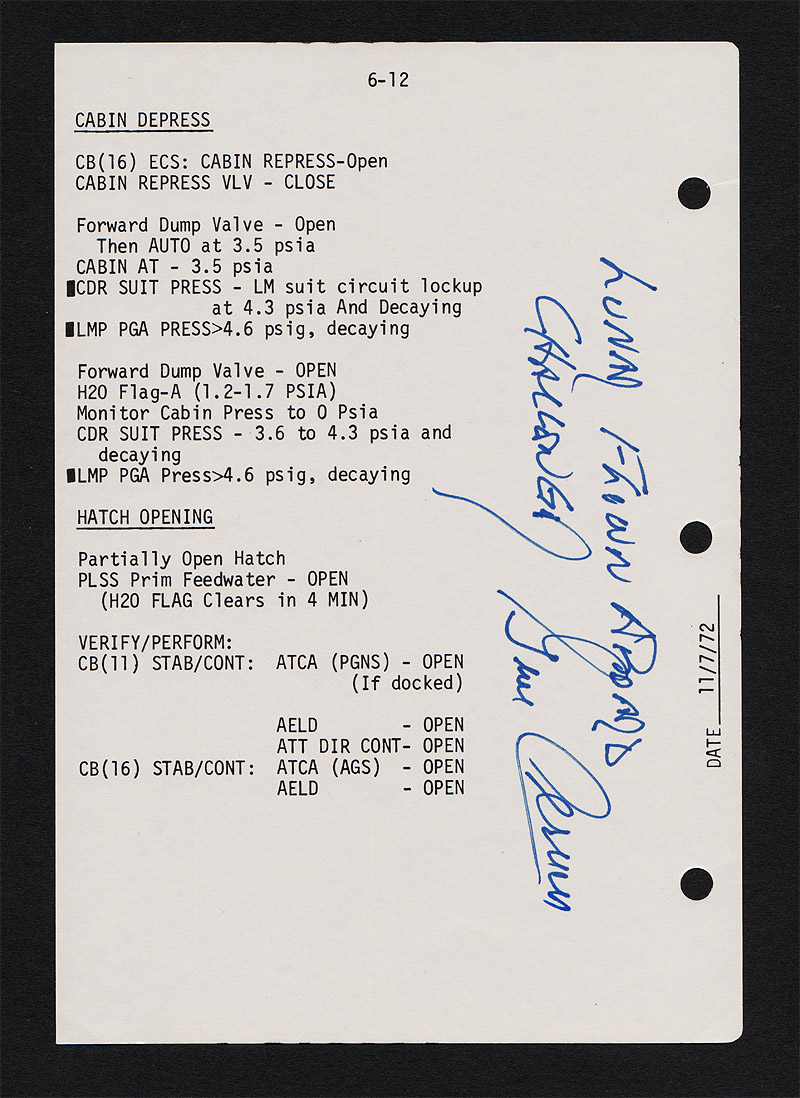 6-12
CABIN DEPRESS
CB(16) ECS: CABIN REPRESS-Open
CABIN REPRESS VLV - CLOSE
Forward Dump Valve - Open
Then AUTO at 3.5 psia
CABIN AT - 3.5 psia
CDR SUIT PRESS - LM suit circuit lockup
at 4.3 psia And Decaying
LMP PGA PRESS>4.6 psig, decaying
Forward Dump Valve - OPEN
H2O Flag-A (1.2-1.7 PSIA)
Monitor Cabin Press to 0 Psia
CDR SUIT PRESS - 3.6 to 4.3 psia and
decaying
LMP PGA Press>4.6 psig, decaying
HATCH OPENING
Partially Open Hatch
PLSS Prim Feedwater - OPEN
(H2O FLAG Clears in 4 MIN)
VERIFY/PERFORM:
CB(11) STAB/CONT: ATCA (PGNS) - OPEN
(If docked)
AELD - OPEN
ATT DIR CONT- OPEN
CB(16) STAB/CONT: ATCA (AGS) - OPEN
AELD - OPEN
LUNAR FLOWN ABOARD
CHALLENGER
Gene Cernan
DATE 11/7/72